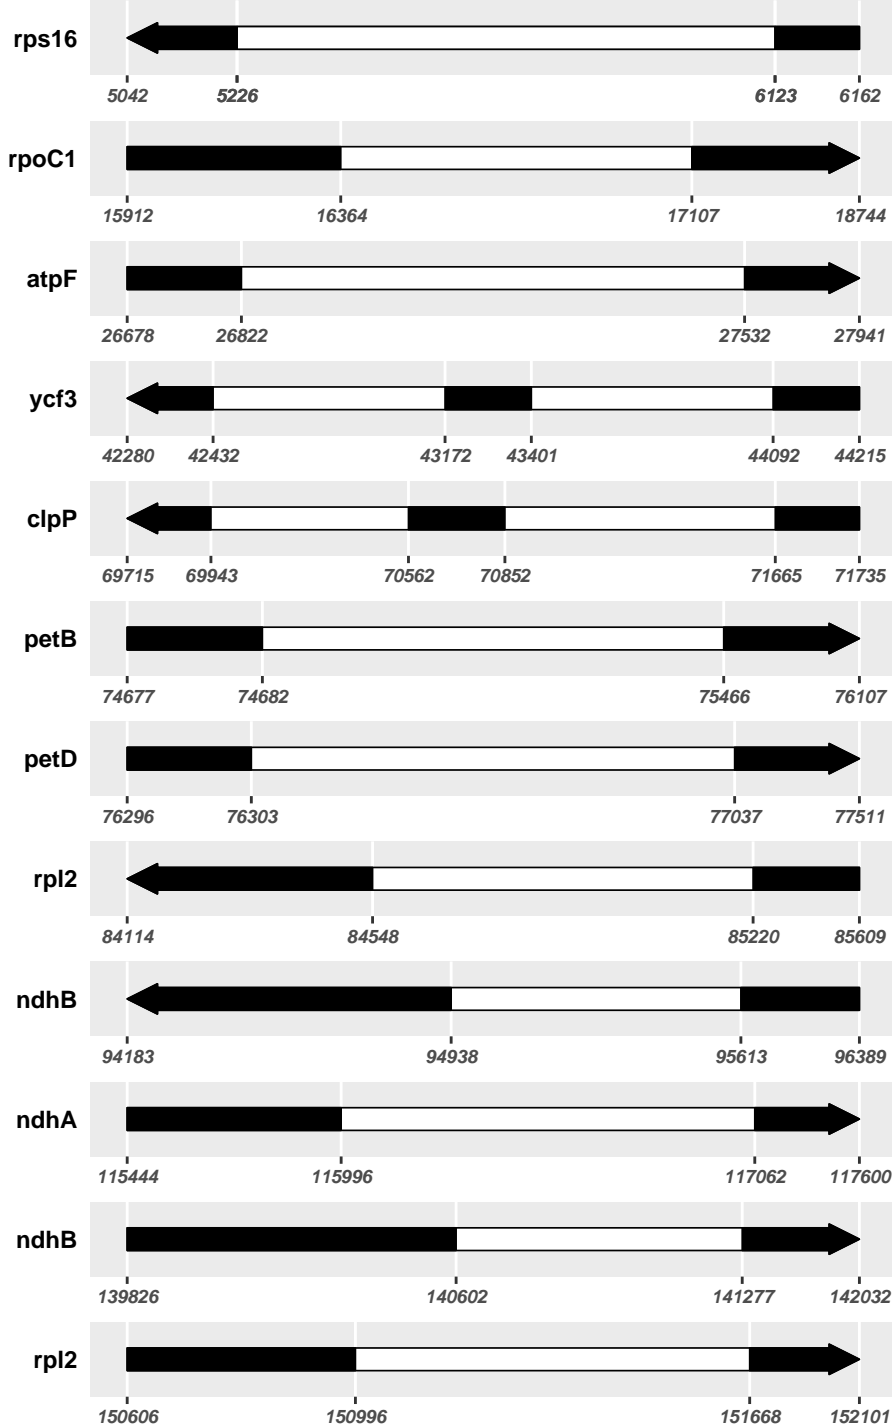 rps16
5042 5226 6123 6162
rpoC1
15912 16364 17107 18744
atpF
26678 26822 27532 27941
ycf3
42280 42432 43172 43401 44092 44215
clpP
69715 69943 70562 70852 71665 71735
petB
74677 74682 75466 76107
petD
76296 76303 77037 77511
rpl2
84114 84548 85220 85609
ndhB
94183 94938 95613 96389
ndhA
115444 115996 117062 117600
ndhB
139826 140602 141277 142032
rpl2
150606 150996 151668 152101